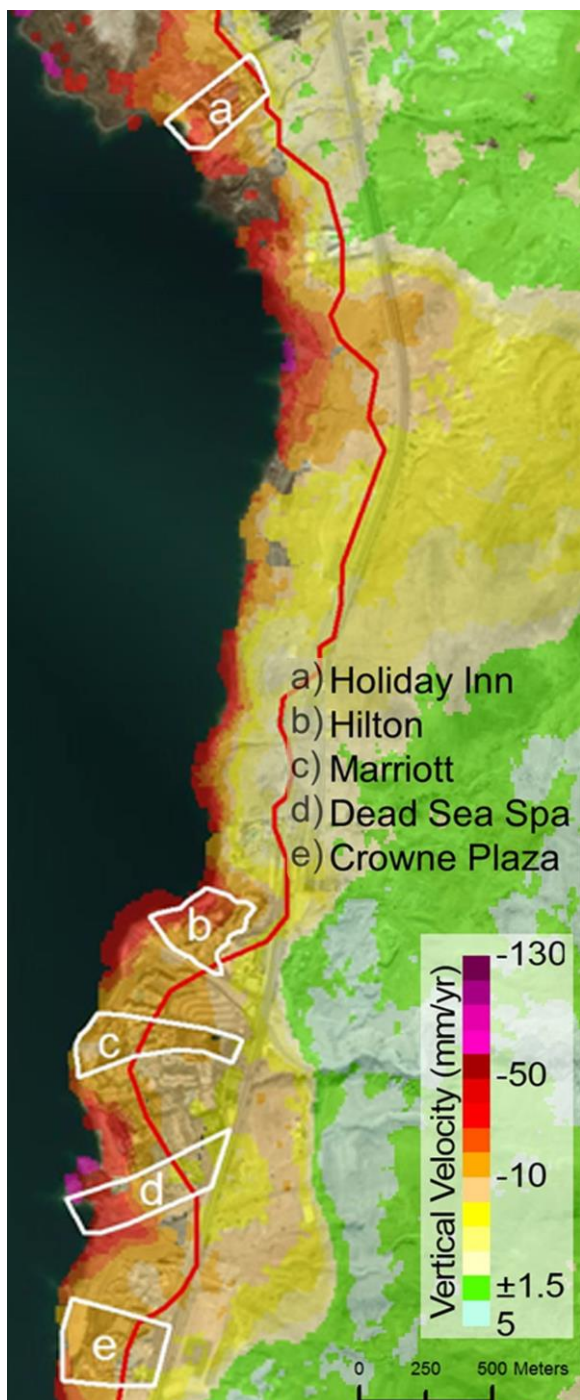 a
a) Holiday Inn
b) Hilton
c) Marriott
d) Dead Sea Spa
e) Crowne Plaza
b
c
d
e
Vertical Velocity (mm/yr)
-130
-50
-10
±1.5
5
0 250 500 Meters